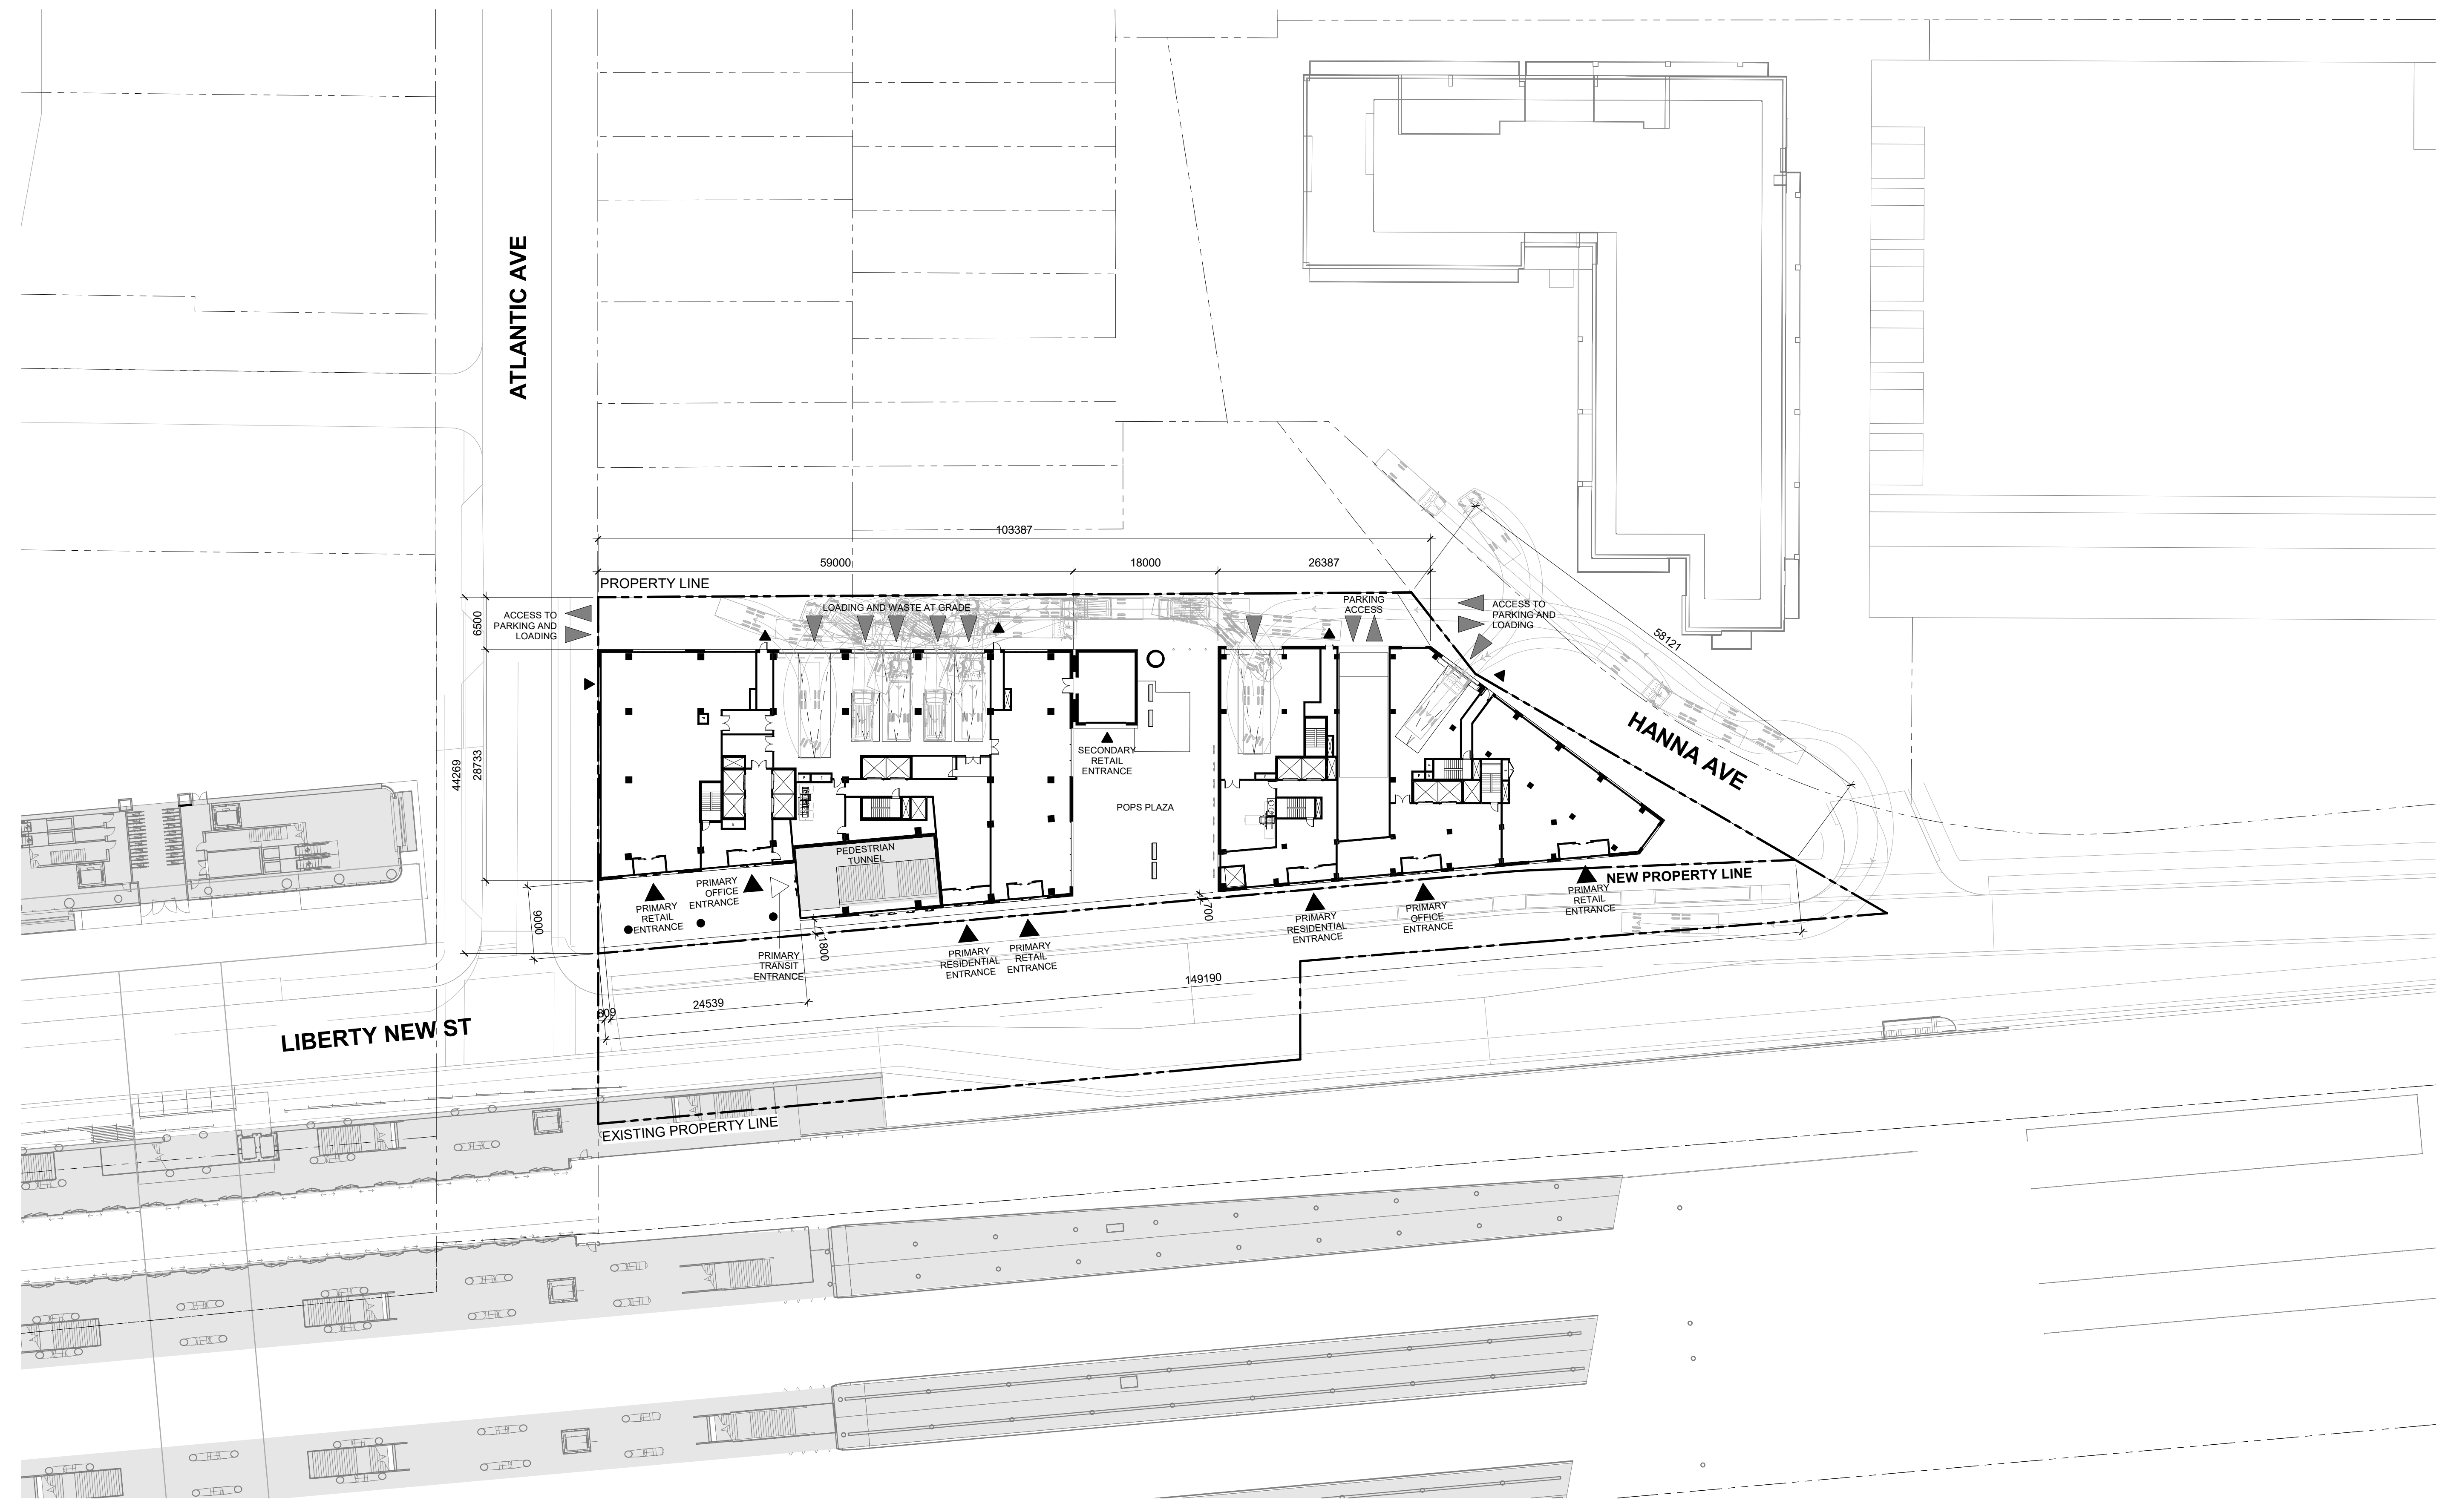 ATLANTIC AVE
103387
59000
18000
26387
PROPERTY LINE
ACCESS TO
PARKING AND
LOADING
6500
LOADING AND WASTE AT GRADE
PARKING
ACCESS
ACCESS TO
PARKING AND
LOADING
58121
HANNA AVE
44269
28733
SECONDARY
RETAIL
ENTRANCE
POPS PLAZA
PEDESTRIAN
TUNNEL
PRIMARY
RETAIL
ENTRANCE
PRIMARY
OFFICE
ENTRANCE
9006
PRIMARY
TRANSIT
ENTRANCE
1800
PRIMARY
RESIDENTIAL
ENTRANCE
PRIMARY
RETAIL
ENTRANCE
1700
PRIMARY
RESIDENTIAL
ENTRANCE
PRIMARY
OFFICE
ENTRANCE
PRIMARY
RETAIL
ENTRANCE
NEW PROPERTY LINE
149190
24539
809
LIBERTY NEW ST
EXISTING PROPERTY LINE